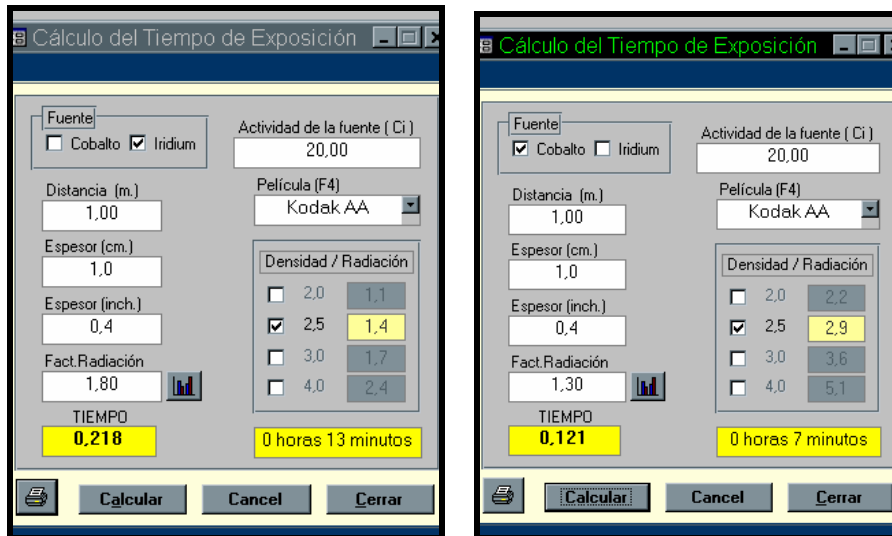 Cálculo del Tiempo de Exposición
Fuente
Cobalto Iridium
Actividad de la fuente ( Ci )
20,00
Distancia (m.)
1,00
Película (F4)
Kodak AA
Espesor (cm.)
1,0
Espesor (inch.)
0,4
Fact.Radiación
1,80
Densidad / Radiación
2,0 1,1
2,5 1,4
3,0 1,7
4,0 2,4
TIEMPO
0,218
0 horas 13 minutos
Calcular Cancel Cerrar
Cálculo del Tiempo de Exposición
Fuente
Cobalto Iridium
Actividad de la fuente ( Ci )
20,00
Distancia (m.)
1,00
Película (F4)
Kodak AA
Espesor (cm.)
1,0
Espesor (inch.)
0,4
Fact.Radiación
1,30
Densidad / Radiación
2,0 2,2
2,5 2,9
3,0 3,6
4,0 5,1
TIEMPO
0,121
0 horas 7 minutos
Calcular Cancel Cerrar